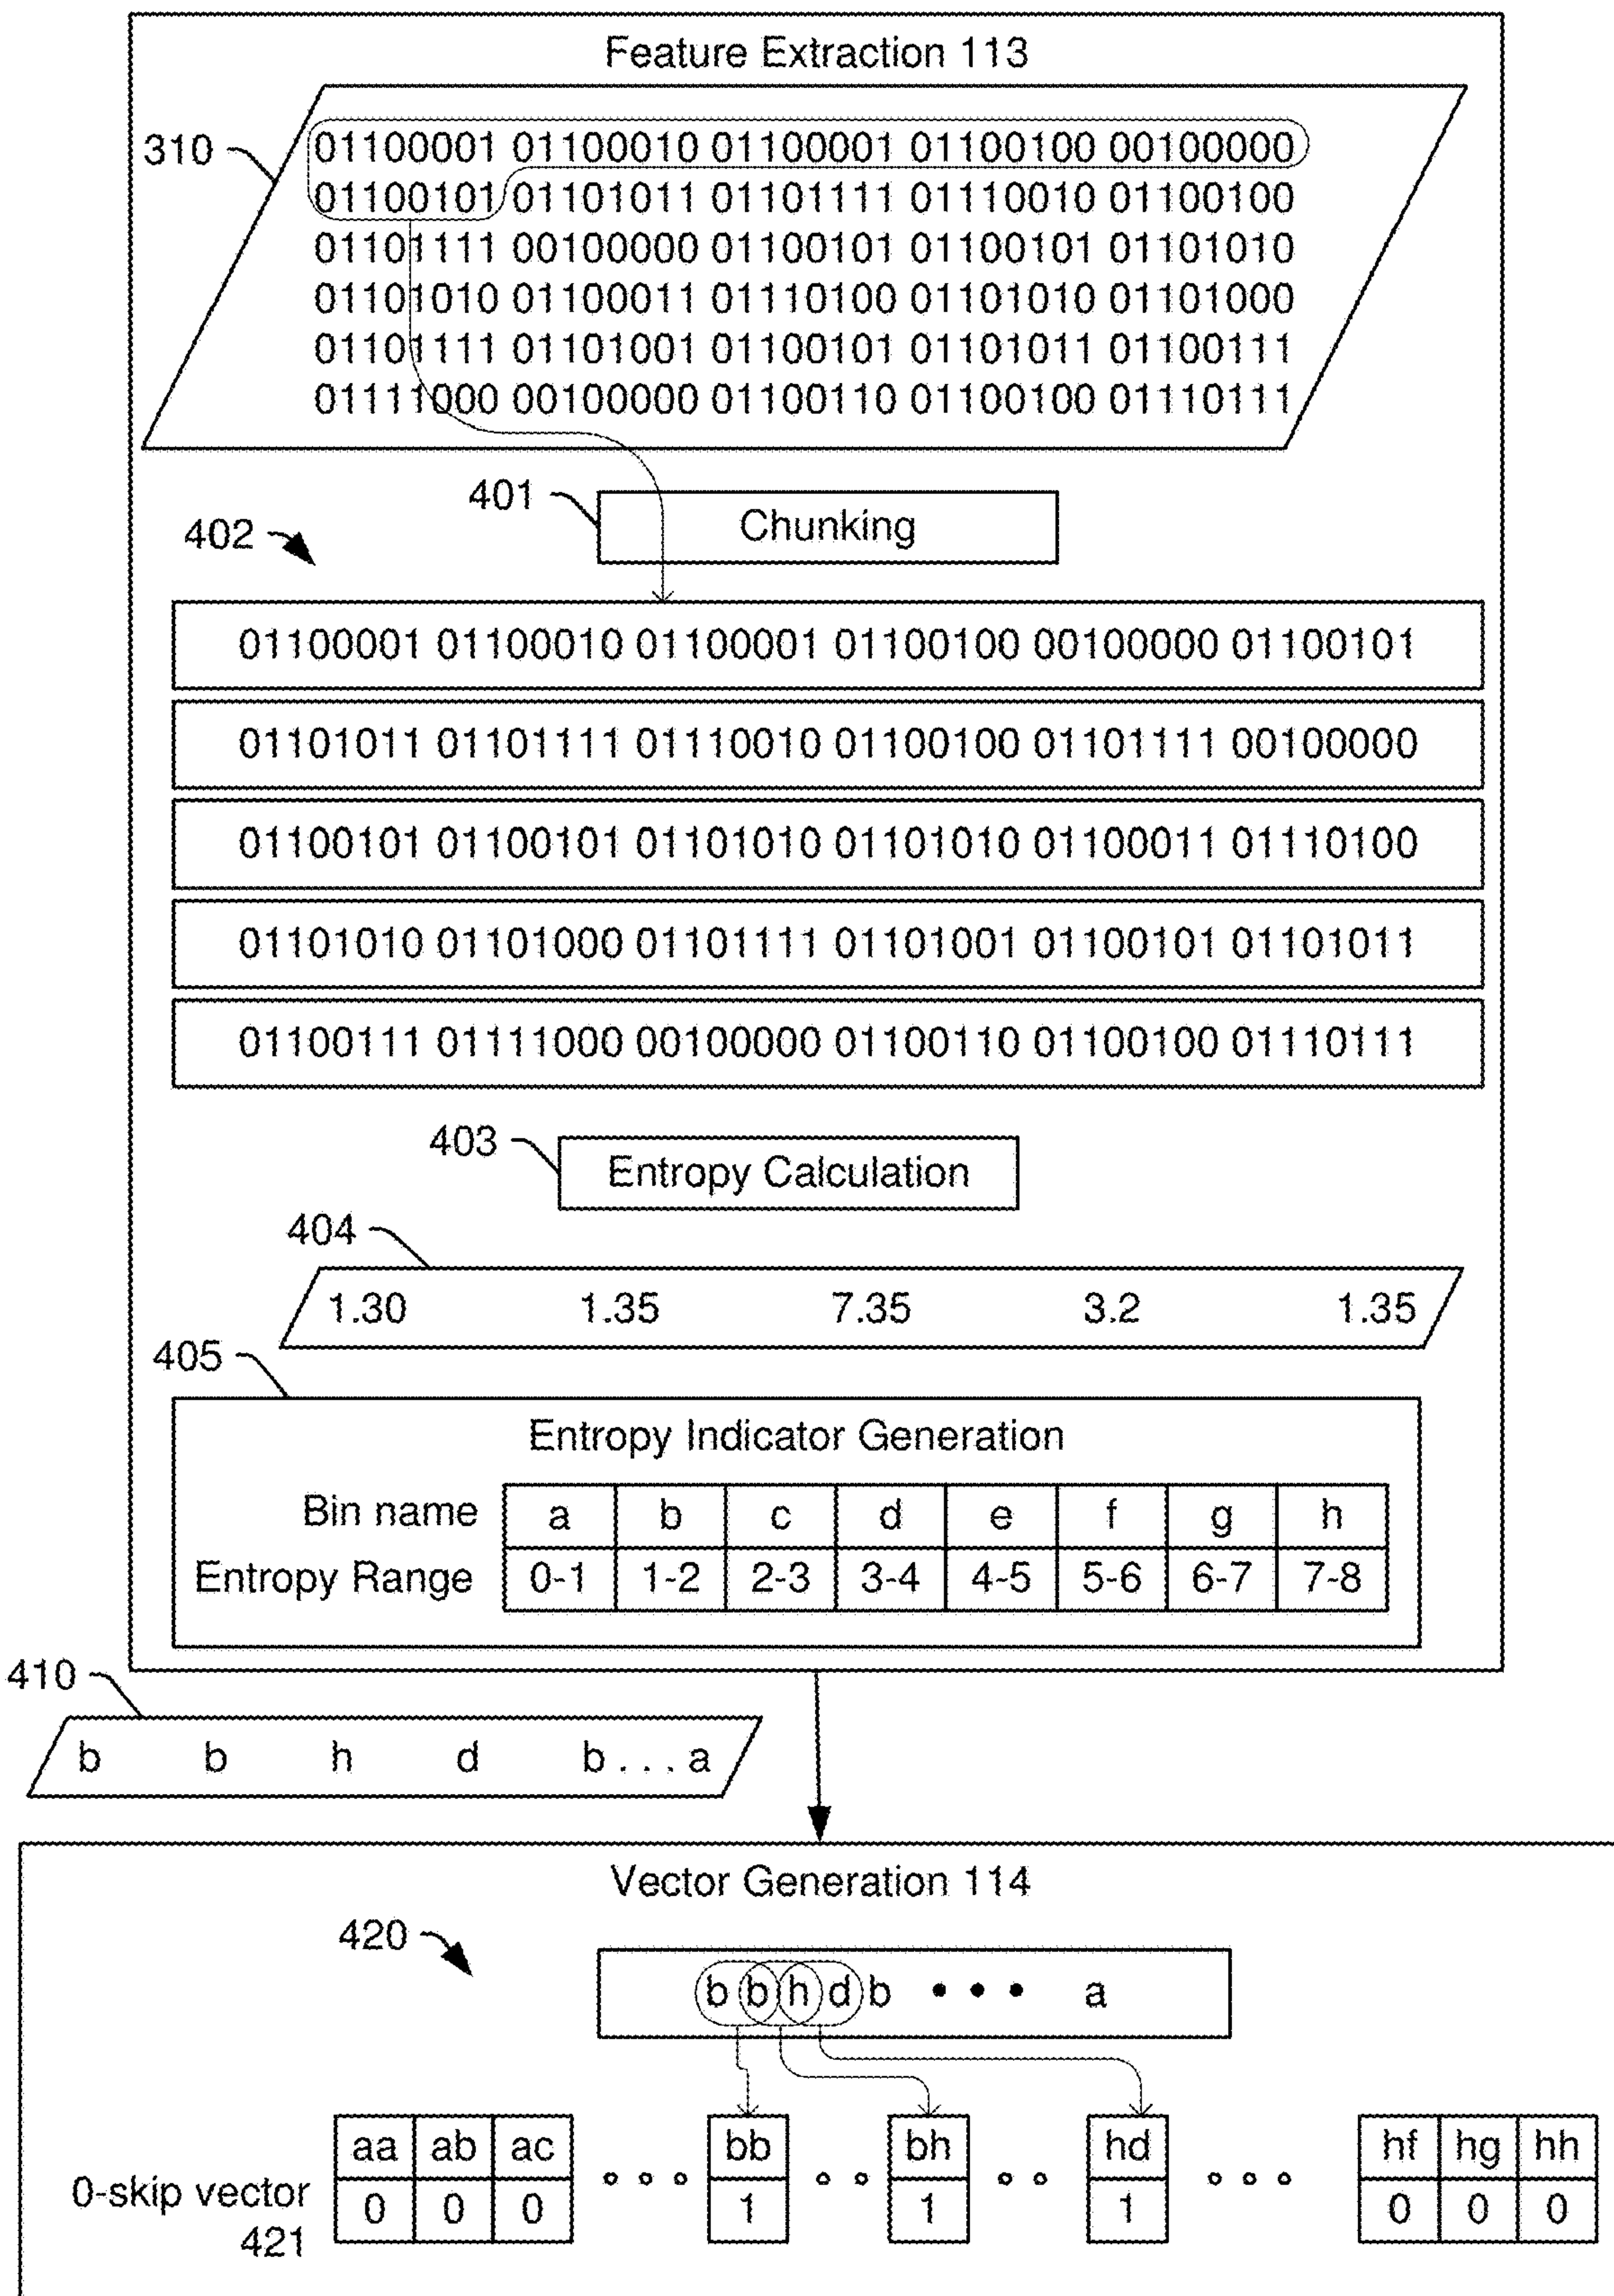 Feature Extraction 113
310
01100001 01100010 01100001 01100100 00100000
01100101 01101011 01101111 01110010 01100100
01101111 00100000 01100101 01100101 01101010
01101010 01100011 01110100 01101010 01101000
01101111 01101001 01100101 01101011 01100111
01111000 00100000 01100110 01100100 01110111
401
Chunking
402
01100001 01100010 01100001 01100100 00100000 01100101
01101011 01101111 01110010 01100100 01101111 00100000
01100101 01100101 01101010 01101010 01100011 01110100
01101010 01101000 01101111 01101001 01100101 01101011
01100111 01111000 00100000 01100110 01100100 01110111
403
Entropy Calculation
404
1.30 1.35 7.35 3.2 1.35
405
Entropy Indicator Generation
Bin name a b c d e f g h
Entropy Range 0-1 1-2 2-3 3-4 4-5 5-6 6-7 7-8
410
b b h d b . . . a
Vector Generation 114
420
b b h d b • • • a
aa ab ac bb bh hd hf hg hh
0-skip vector 0 0 0 1 1 1 0 0 0
421